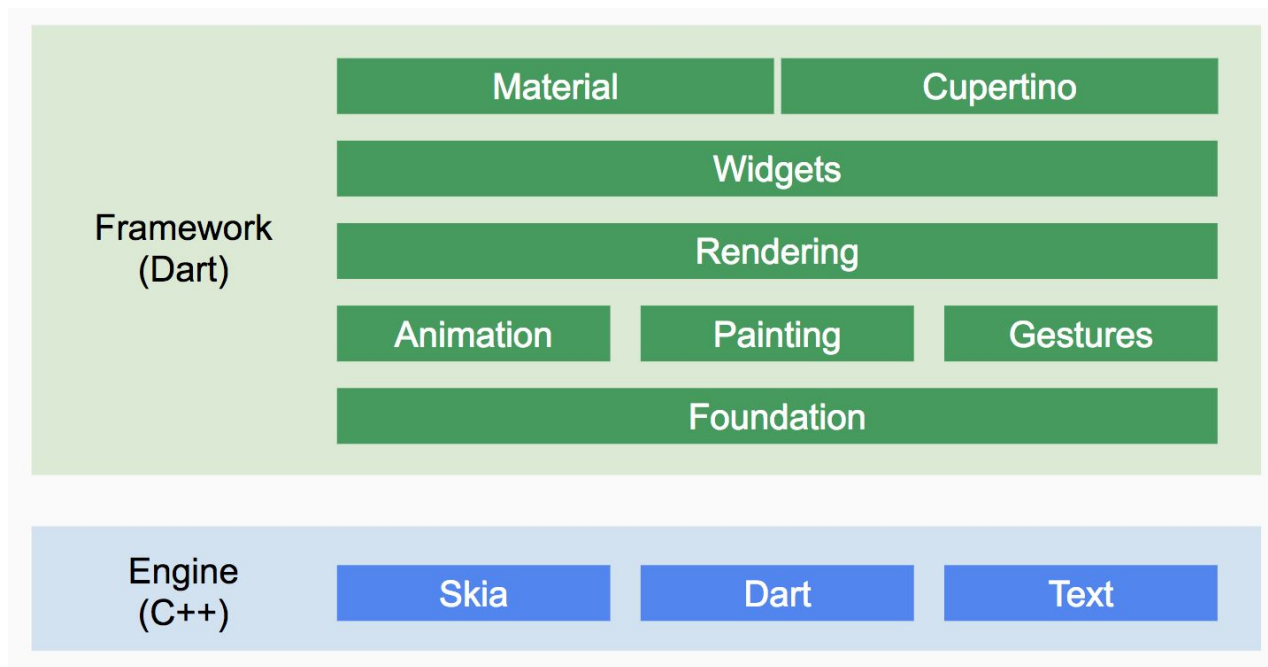 Material
Cupertino
Widgets
Framework
(Dart)
Rendering
Animation
Painting
Gestures
Foundation
Engine
(C++)
Skia
Dart
Text